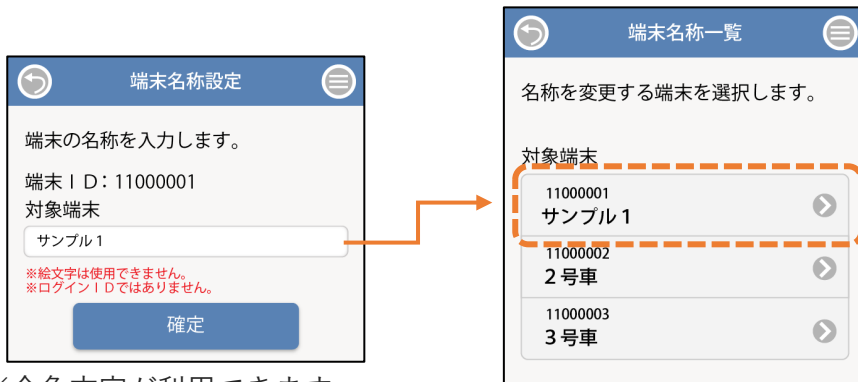 端末名称設定
端末の名称を入力します。
端末ＩＤ：11000001
対象端末
サンプル１
※絵文字は使用できません。
※ログインＩＤではありません。
確定
端末名称一覧
名称を変更する端末を選択します。
対象端末
11000001
サンプル１
11000002
２号車
11000003
３号車